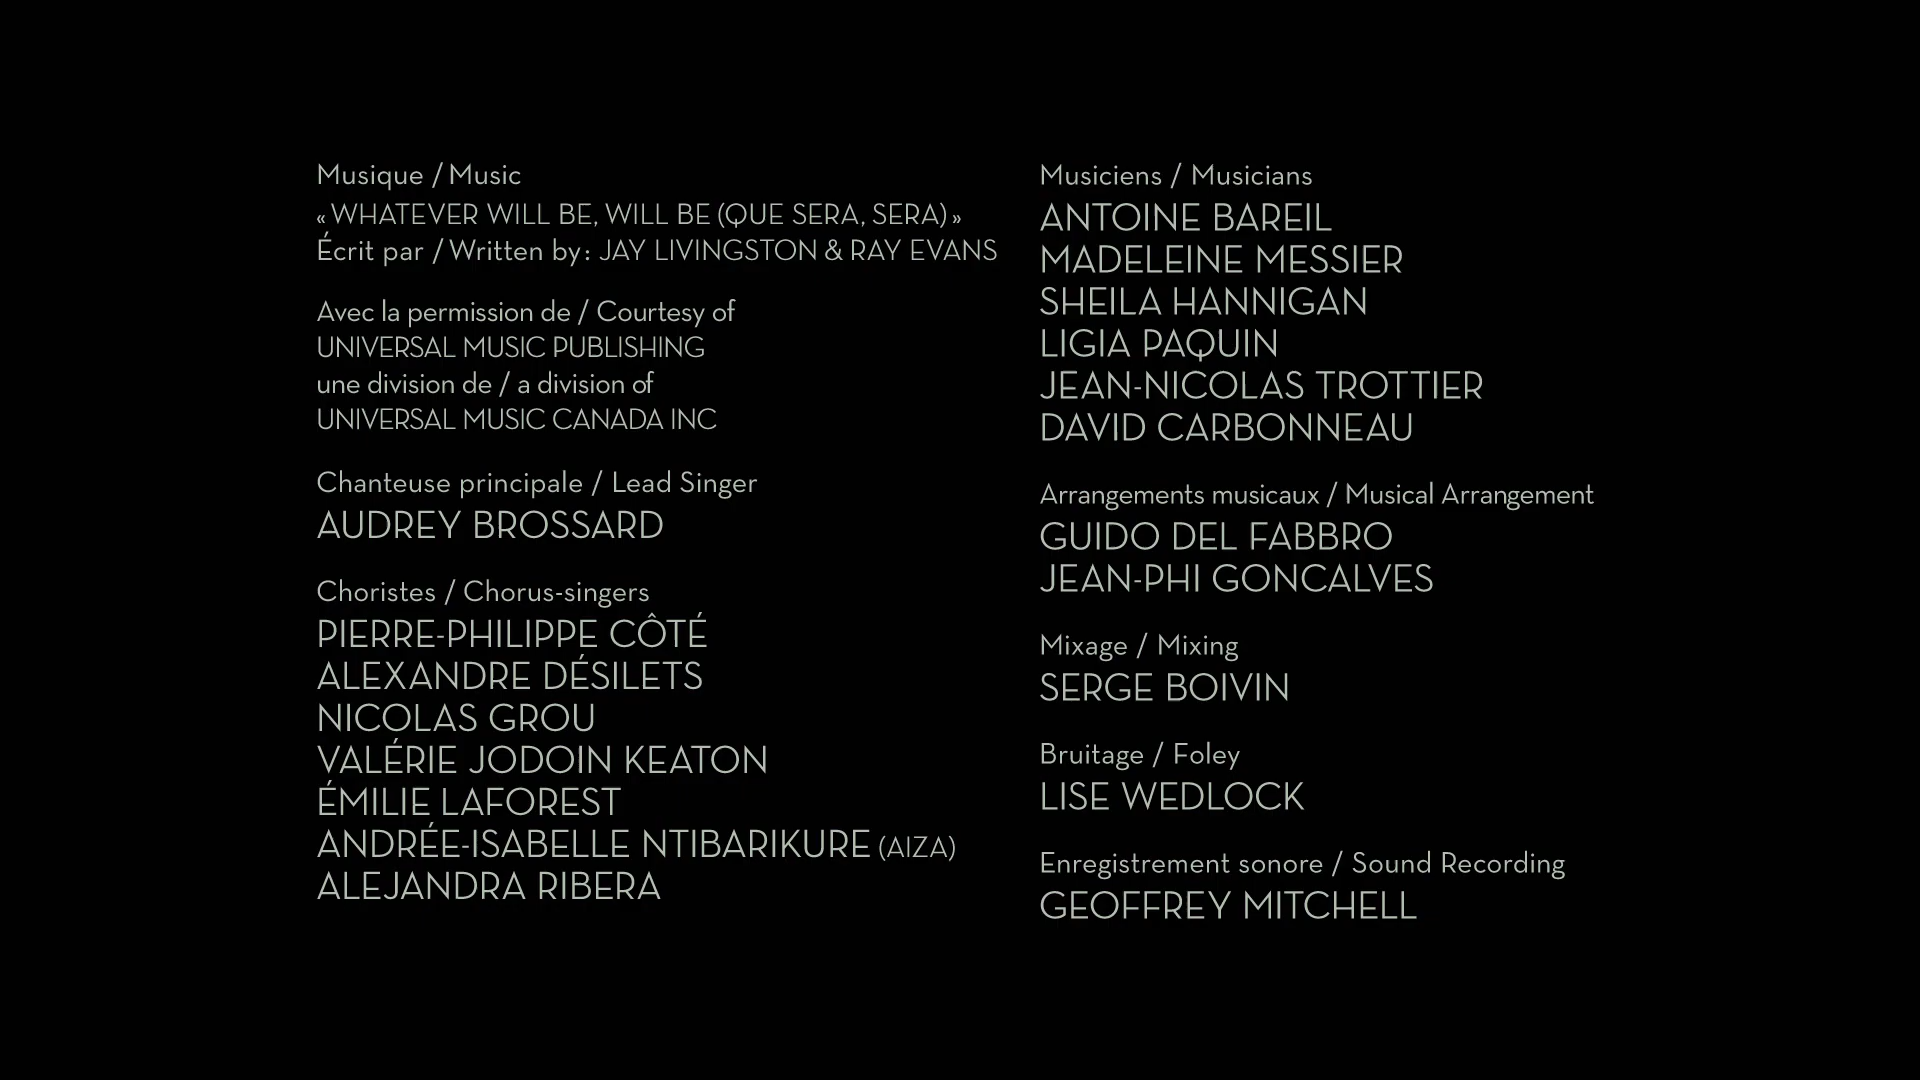 Musique / Music
« WHATEVER WILL BE, WILL BE (QUE SERA, SERA) »
Écrit par / Written by: JAY LIVINGSTON & RAY EVANS
Avec la permission de / Courtesy of
UNIVERSAL MUSIC PUBLISHING
une division de / a division of
UNIVERSAL MUSIC CANADA INC
Chanteuse principale / Lead Singer
AUDREY BROSSARD
Choristes / Chorus-singers
PIERRE-PHILIPPE CÔTÉ
ALEXANDRE DÉSILETS
NICOLAS GROU
VALÉRIE JODOIN KEATON
ÉMILIE LAFOREST
ANDRÉE-ISABELLE NTIBARIKURE (AIZA)
ALEJANDRA RIBERA
Musiciens / Musicians
ANTOINE BAREIL
MADELEINE MESSIER
SHEILA HANNIGAN
LIGIA PAQUIN
JEAN-NICOLAS TROTTIER
DAVID CARBONNEAU
Arrangements musicaux / Musical Arrangement
GUIDO DEL FABBRO
JEAN-PHI GONCALVES
Mixage / Mixing
SERGE BOIVIN
Bruitage / Foley
LISE WEDLOCK
Enregistrement sonore / Sound Recording
GEOFFREY MITCHELL